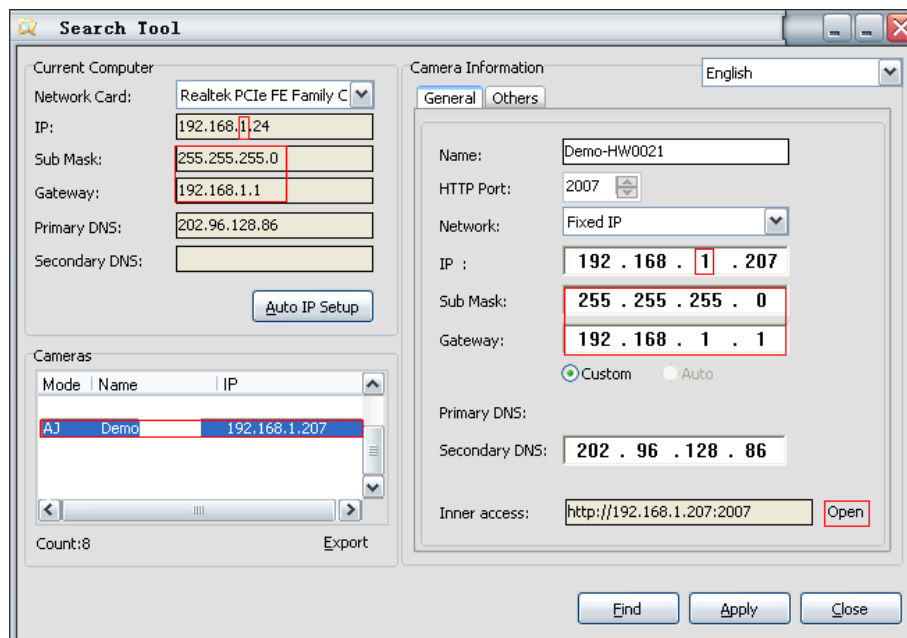 Search Tool
Current Computer
Network Card: Realtek PCIe FE Family C
IP: 192.168.1.24
Sub Mask: 255.255.255.0
Gateway: 192.168.1.1
Primary DNS: 202.96.128.86
Secondary DNS:
Auto IP Setup
Cameras
Mode Name IP
AJ Demo 192.168.1.207
Count:8 Export
Camera Information English
General Others
Name: Demo-HW0021
HTTP Port: 2007
Network: Fixed IP
IP : 192 . 168 . 1 . 207
Sub Mask: 255 . 255 . 255 . 0
Gateway: 192 . 168 . 1 . 1
Custom Auto
Primary DNS:
Secondary DNS: 202 . 96 . 128 . 86
Inner access: http://192.168.1.207:2007 Open
Find Apply Close